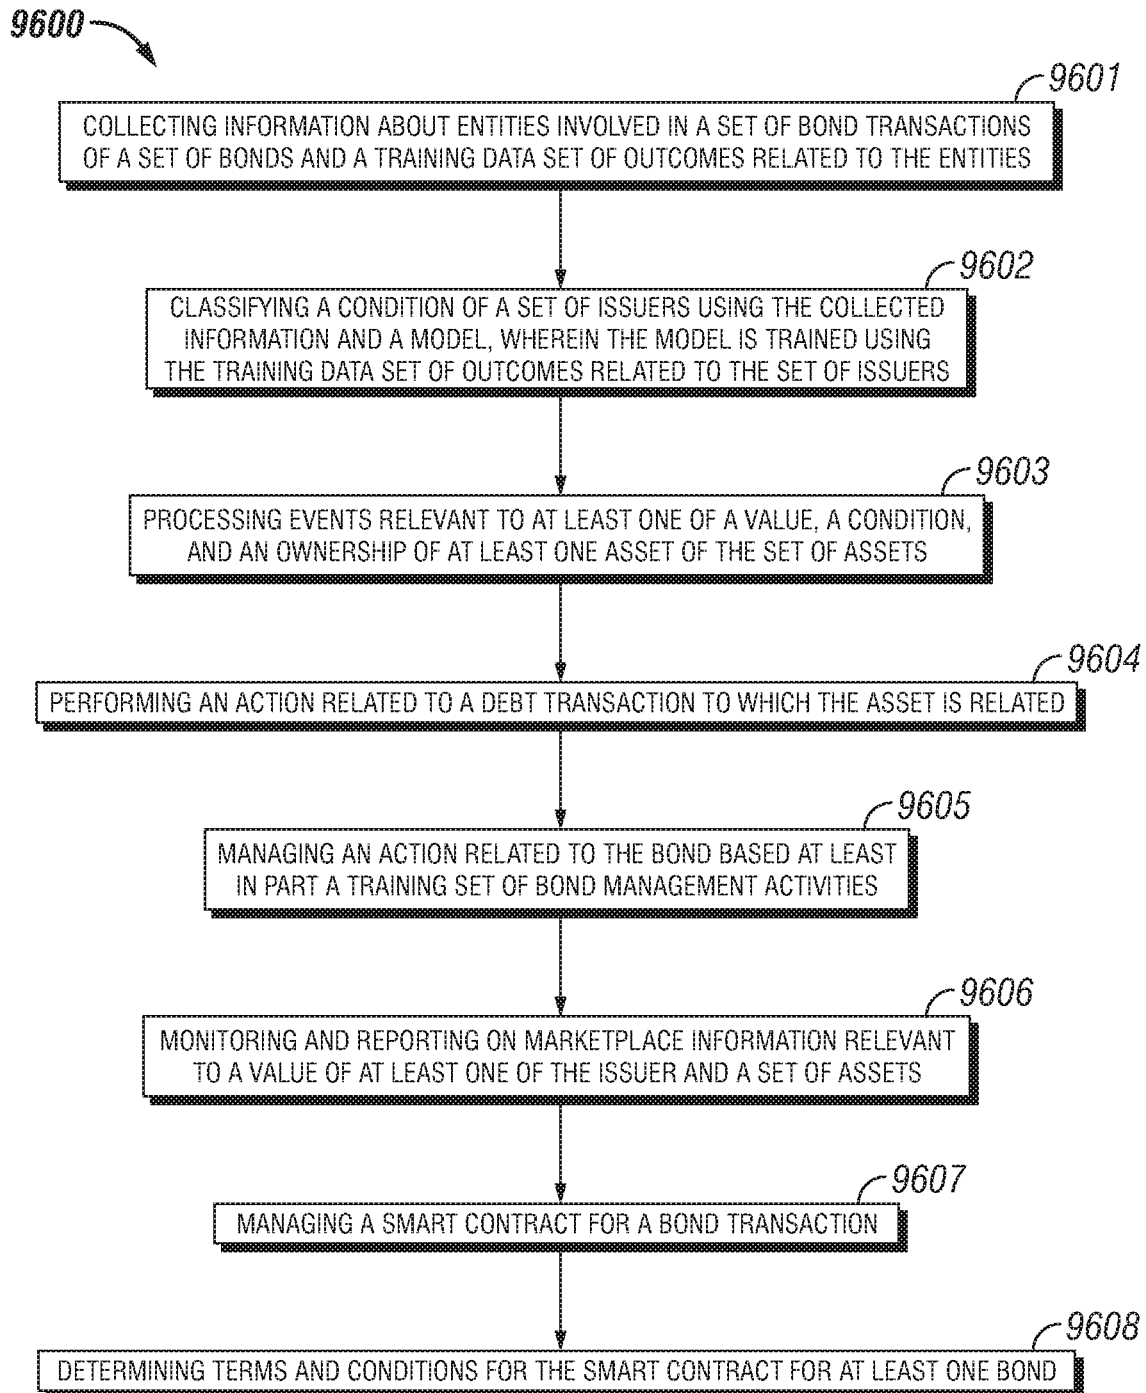 9600
9601
COLLECTING INFORMATION ABOUT ENTITIES INVOLVED IN A SET OF BOND TRANSACTIONS
OF A SET OF BONDS AND A TRAINING DATA SET OF OUTCOMES RELATED TO THE ENTITIES
9602
CLASSIFYING A CONDITION OF A SET OF ISSUERS USING THE COLLECTED
INFORMATION AND A MODEL, WHEREIN THE MODEL IS TRAINED USING
THE TRAINING DATA SET OF OUTCOMES RELATED TO THE SET OF ISSUERS
9603
PROCESSING EVENTS RELEVANT TO AT LEAST ONE OF A VALUE, A CONDITION,
AND AN OWNERSHIP OF AT LEAST ONE ASSET OF THE SET OF ASSETS
9604
PERFORMING AN ACTION RELATED TO A DEBT TRANSACTION TO WHICH THE ASSET IS RELATED
9605
MANAGING AN ACTION RELATED TO THE BOND BASED AT LEAST
IN PART A TRAINING SET OF BOND MANAGEMENT ACTIVITIES
9606
MONITORING AND REPORTING ON MARKETPLACE INFORMATION RELEVANT
TO A VALUE OF AT LEAST ONE OF THE ISSUER AND A SET OF ASSETS
9607
MANAGING A SMART CONTRACT FOR A BOND TRANSACTION
9608
DETERMINING TERMS AND CONDITIONS FOR THE SMART CONTRACT FOR AT LEAST ONE BOND